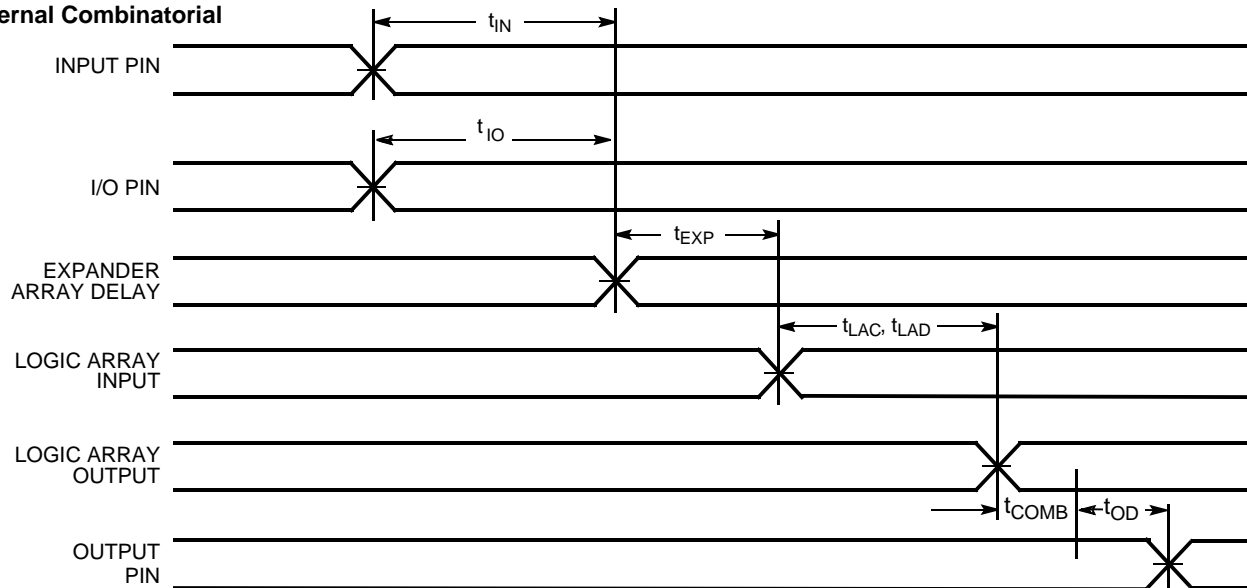 ernal Combinatorial
tIN
INPUT PIN
tIO
I/O PIN
tEXP
EXPANDER
ARRAY DELAY
tLAC, tLAD
LOGIC ARRAY
INPUT
LOGIC ARRAY
OUTPUT
tCOMB tOD
OUTPUT
PIN